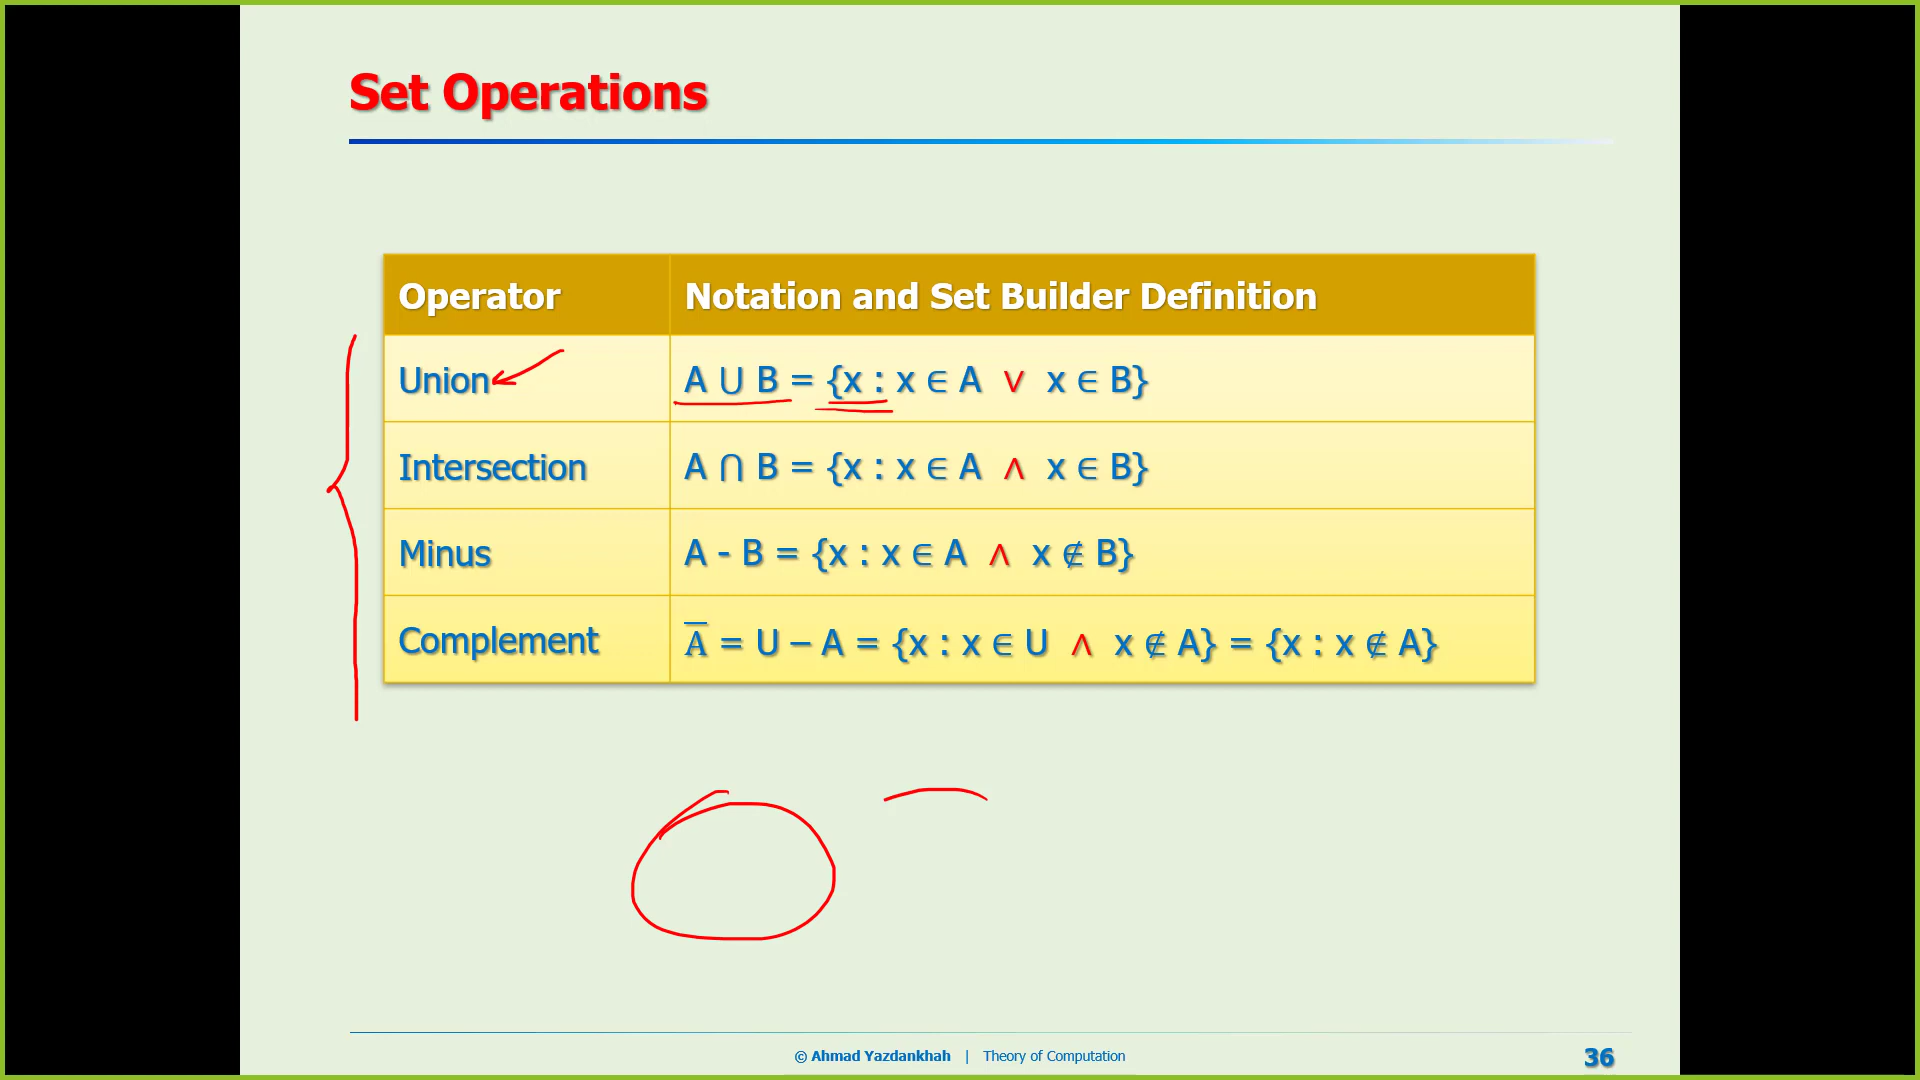 Set Operations
Operator Notation and Set Builder Definition
Union A ∪ B = {x : x ∈ A ∨ x ∈ B}
Intersection A ∩ B = {x : x ∈ A ∧ x ∈ B}
Minus A - B = {x : x ∈ A ∧ x ∉ B}
Complement A̅ = U – A = {x : x ∈ U ∧ x ∉ A} = {x : x ∉ A}
© Ahmad Yazdankhah | Theory of Computation 36